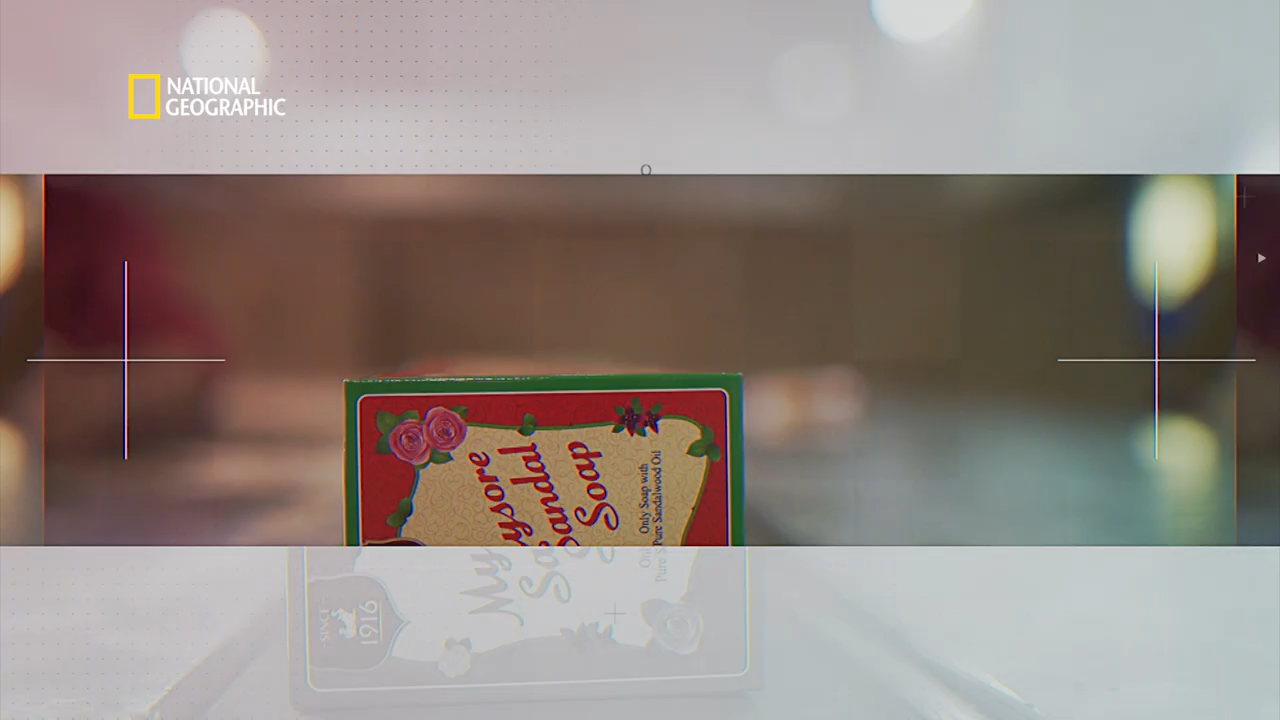 NATIONAL
GEOGRAPHIC
Mysore
Sandal
Soap
Only Soap with
Pure Sandalwood Oil
SINCE
1916